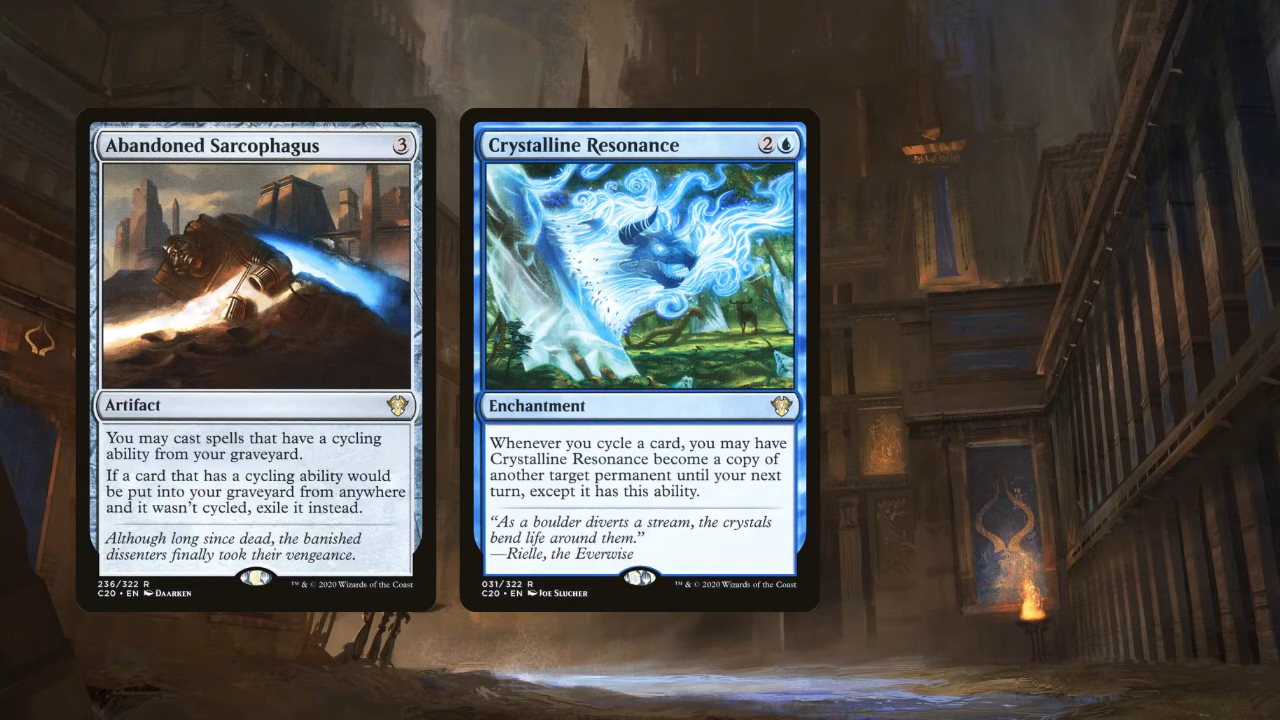 Abandoned Sarcophagus
3
Artifact
You may cast spells that have a cycling
ability from your graveyard.
If a card that has a cycling ability would
be put into your graveyard from anywhere
and it wasn't cycled, exile it instead.
Although long since dead, the banished
dissenters finally took their vengeance.
236/322 R
C20 • EN DAARKEN
™ & © 2020 Wizards of the Coast
Crystalline Resonance
2
Enchantment
Whenever you cycle a card, you may have
Crystalline Resonance become a copy of
another target permanent until your next
turn, except it has this ability.
“As a boulder diverts a stream, the crystals
bend life around them.”
—Rielle, the Everwise
031/322 R
C20 • EN JOE SLUCHER
™ & © 2020 Wizards of the Coast